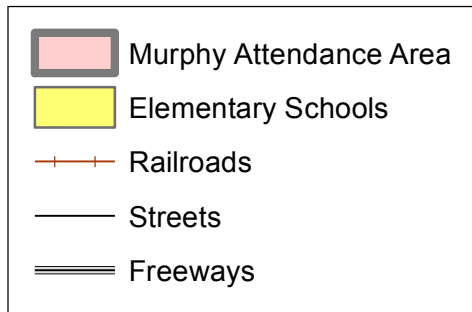 Murphy Attendance Area
Elementary Schools
Railroads
Streets
Freeways